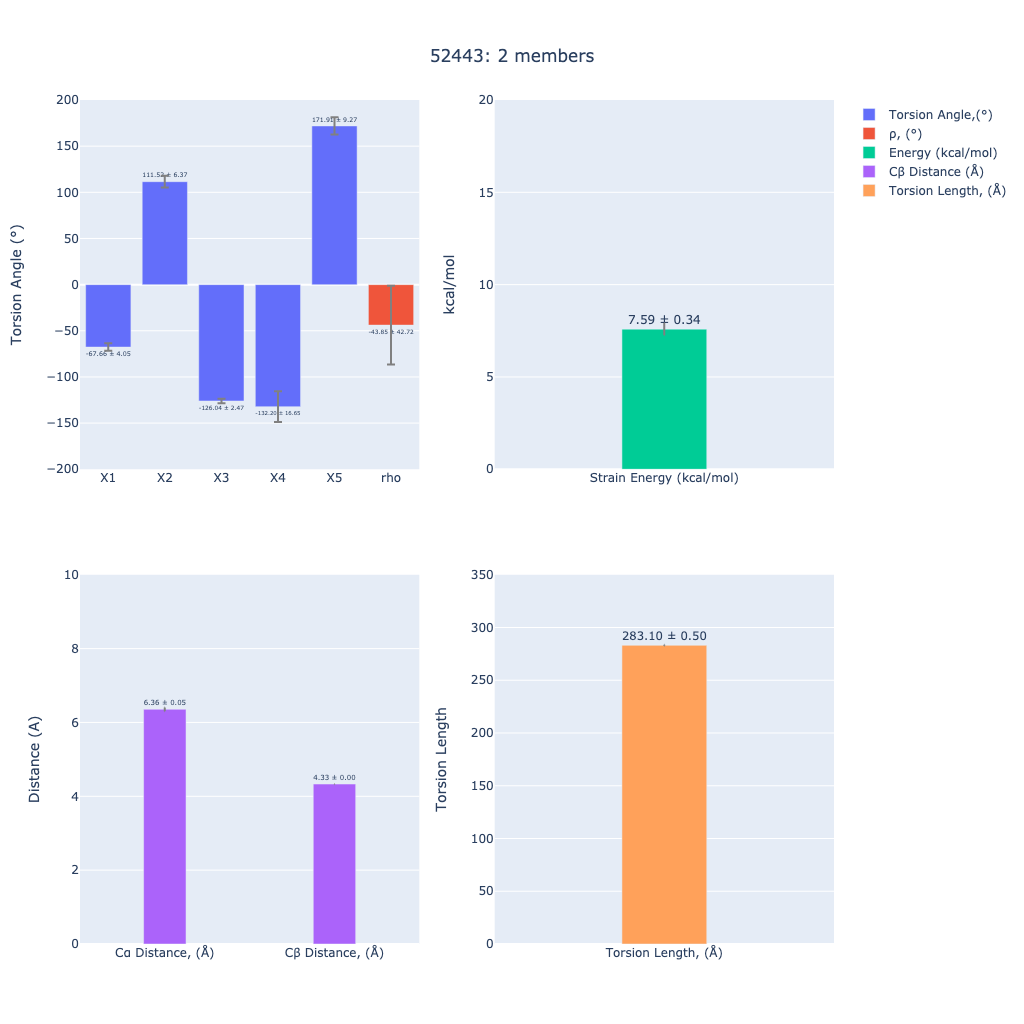 52443: 2 members
200
150
100
50
0
−50
−100
−150
−200
Torsion Angle (°)
-67.66 ± 4.05
111.53 ± 6.37
-126.04 ± 2.47
-132.20 ± 16.65
± 9.27
-43.85 ± 42.72
X1 X2 X3 X4 X5 rho
20
15
10
5
0
kcal/mol
7.59 ± 0.34
Strain Energy (kcal/mol)
Torsion Angle,(°)
ρ, (°)
Energy (kcal/mol)
Cβ Distance (Å)
Torsion Length, (Å)
10
8
6
4
2
0
Distance (A)
6.36 ± 0.05
4.33 ± 0.00
Cα Distance, (Å) Cβ Distance, (Å)
350
300
250
200
150
100
50
0
Torsion Length
283.10 ± 0.50
Torsion Length, (Å)